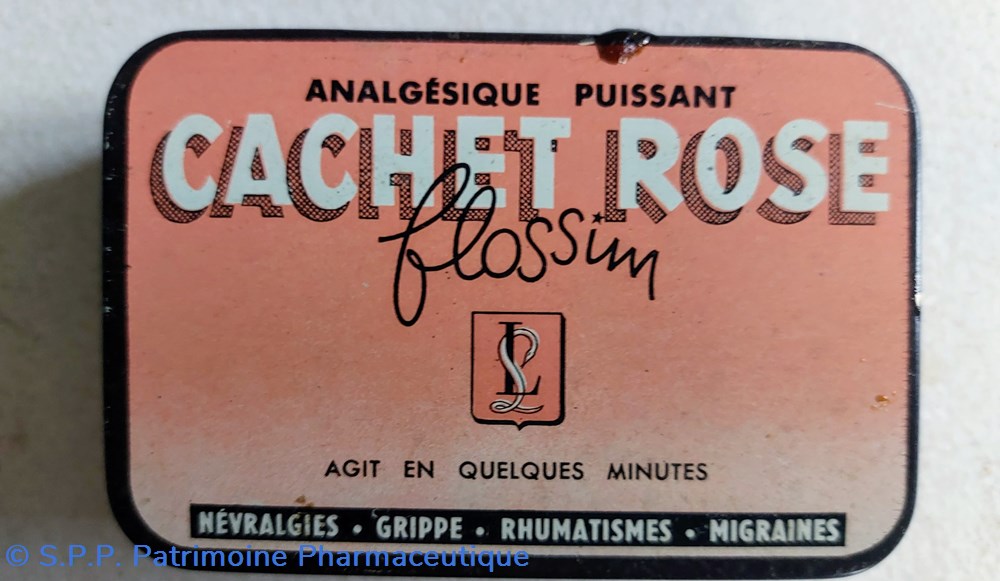 ANALGÉSIQUE PUISSANT
CACHET ROSE
flossim
LS
AGIT EN QUELQUES MINUTES
NÉVRALGIES • GRIPPE • RHUMATISMES • MIGRAINES
© S.P.P. Patrimoine Pharmaceutique